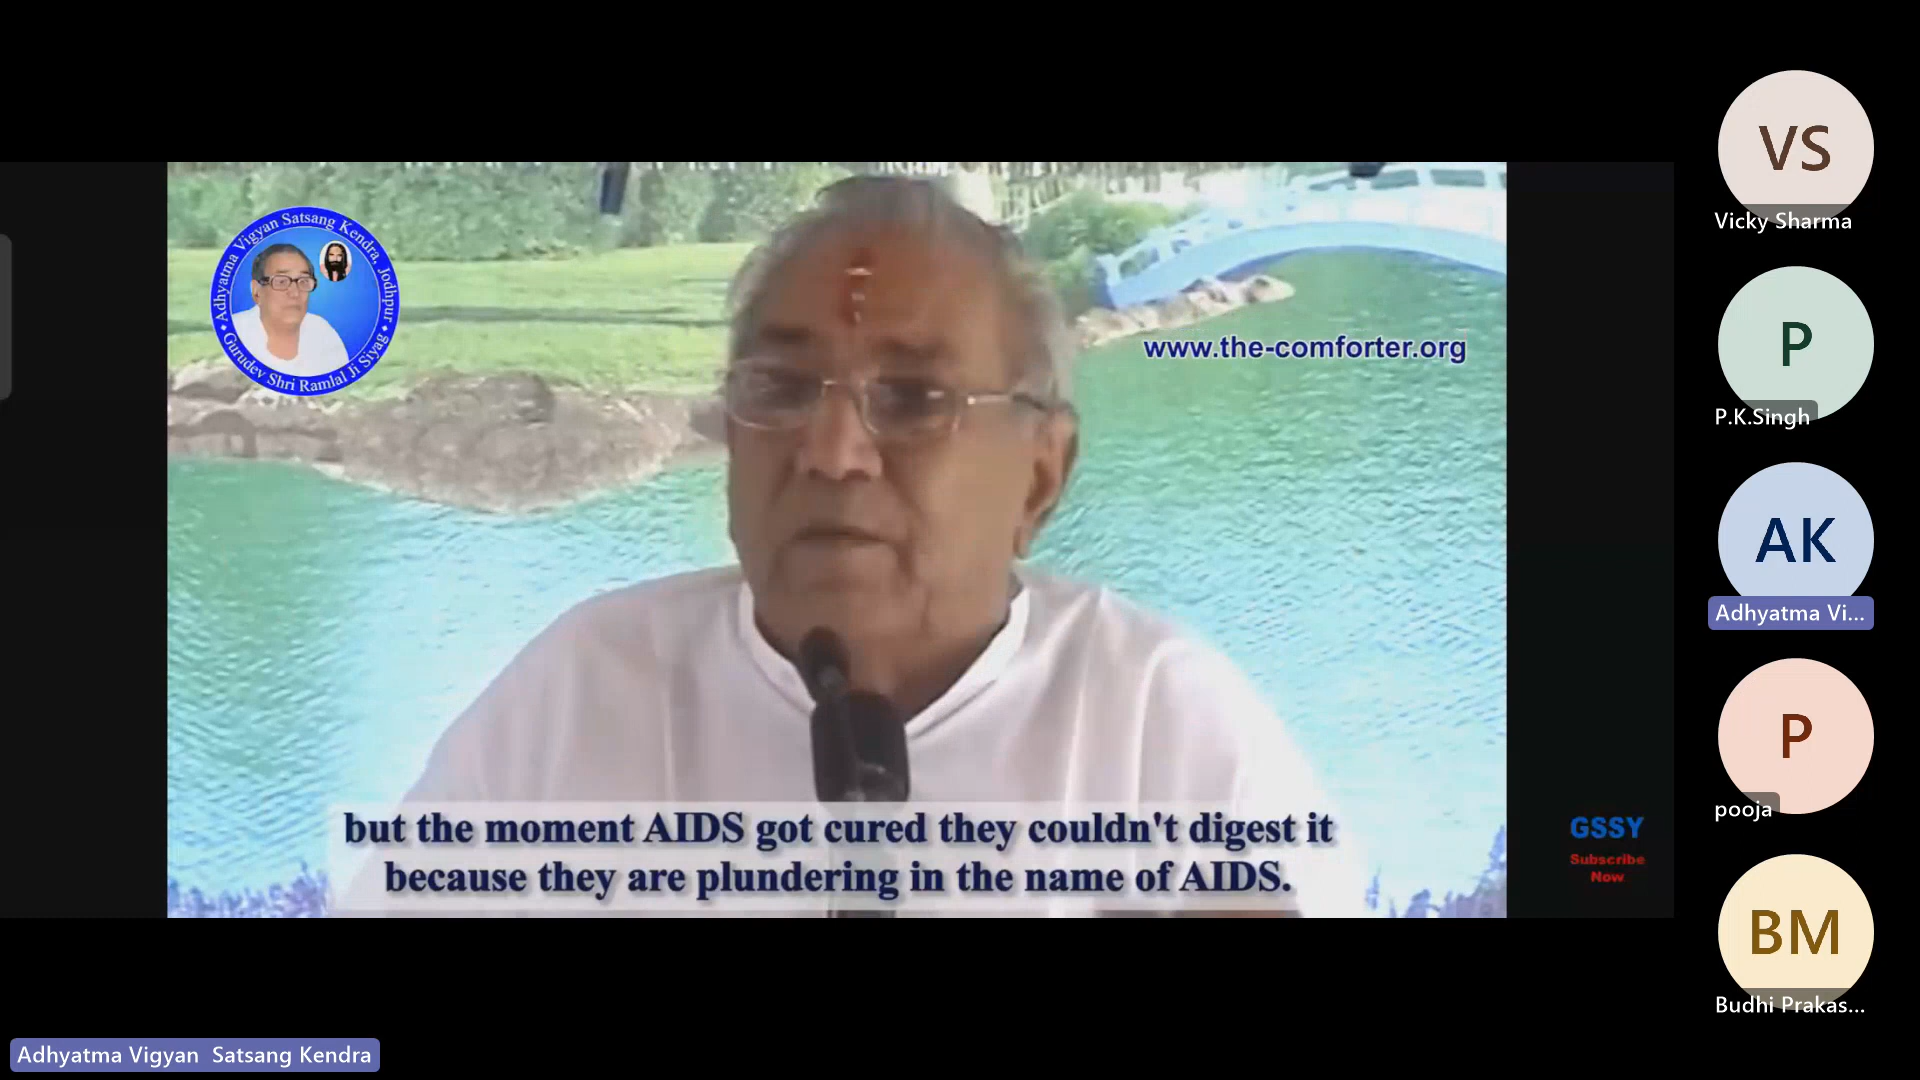 Adhyatma Vigyan Satsang Kendra, Jodhpur
Gurudev Shri Ramlal Ji Siyag
www.the-comforter.org
but the moment AIDS got cured they couldn't digest it
because they are plundering in the name of AIDS.
GSSY
Subscribe
Now
VS
Vicky Sharma
P
P.K.Singh
AK
Adhyatma Vi...
P
pooja
BM
Budhi Prakas...
Adhyatma Vigyan Satsang Kendra